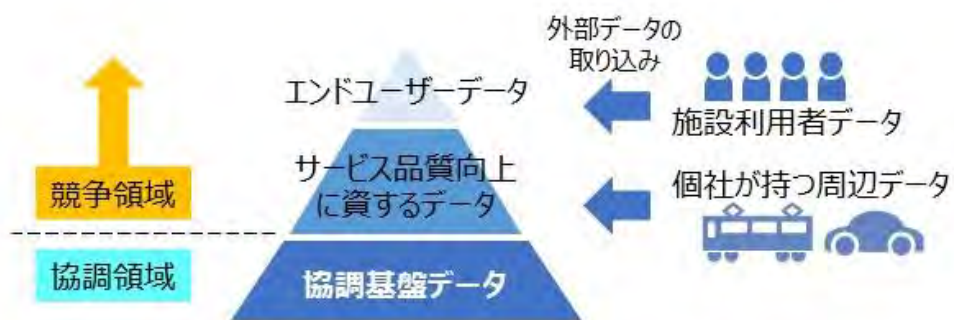 外部データの
取り込み
エンドユーザーデータ
施設利用者データ
サービス品質向上
に資するデータ
個社が持つ周辺データ
競争領域
協調領域
協調基盤データ